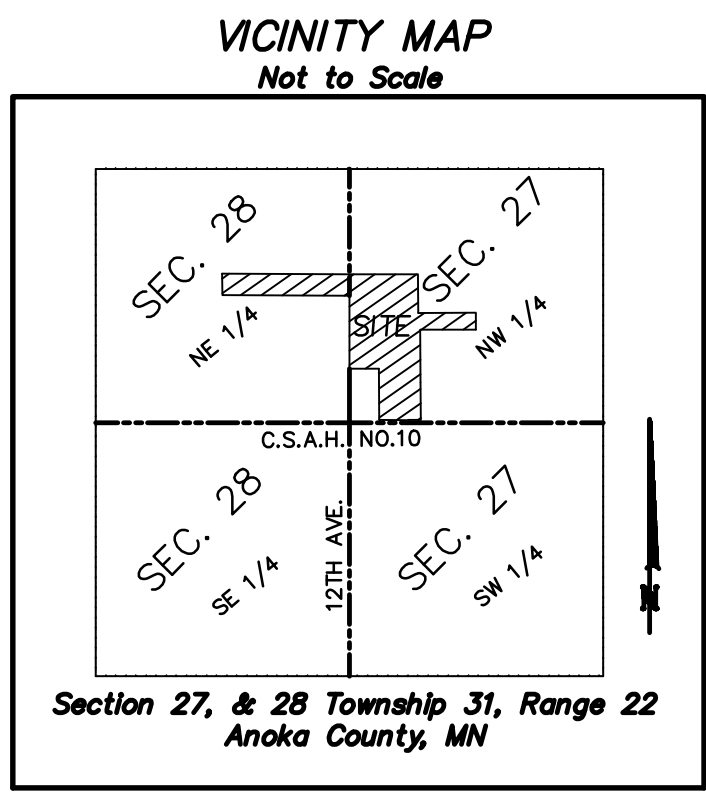 VICINITY MAP
Not to Scale
SEC. 28
SEC. 27
NE 1/4
SITE
NW 1/4
C.S.A.H. NO.10
SEC. 28
SEC. 27
12TH AVE.
SE 1/4
SW 1/4
N
Section 27, & 28 Township 31, Range 22
Anoka County, MN